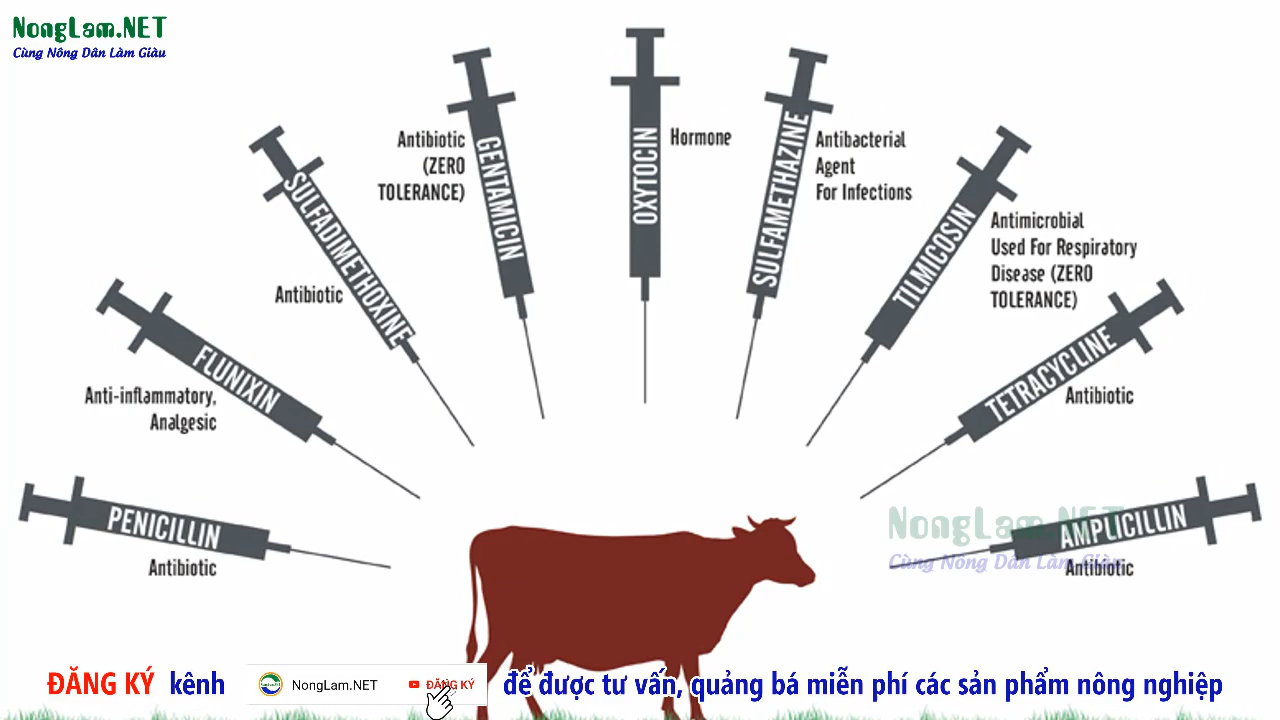 NongLam.NET
Cùng Nông Dân Làm Giàu
PENICILLIN
Antibiotic
FLUNIXIN
Anti-inflammatory,
Analgesic
SULFADIMETHOXINE
Antibiotic
GENTAMICIN
Antibiotic
(ZERO
TOLERANCE)
OXYTOCIN
Hormone
SULFAMETHAZINE
Antibacterial
Agent
For Infections
TILMICOSIN
Antimicrobial
Used For Respiratory
Disease (ZERO
TOLERANCE)
TETRACYCLINE
Antibiotic
AMPLICILLIN
Antibiotic
NongLam.NET
Cùng Nông Dân Làm Giàu
ĐĂNG KÝ kênh NongLam.NET ĐĂNG KÝ để được tư vấn, quảng bá miễn phí các sản phẩm nông nghiệp